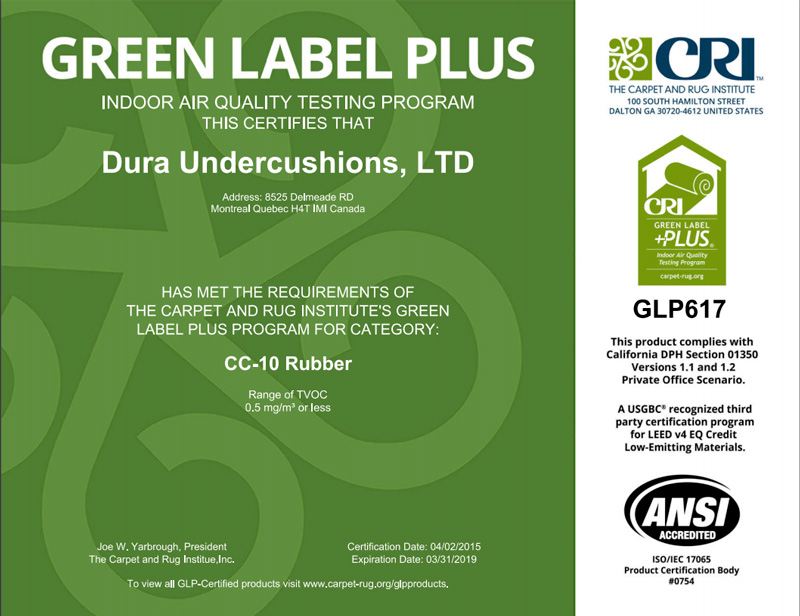 GREEN LABEL PLUS
INDOOR AIR QUALITY TESTING PROGRAM
THIS CERTIFIES THAT
Dura Undercushions, LTD
Address: 8525 Delmeade RD
Montreal Quebec H4T IMI Canada
HAS MET THE REQUIREMENTS OF
THE CARPET AND RUG INSTITUTE'S GREEN
LABEL PLUS PROGRAM FOR CATEGORY:
CC-10 Rubber
Range of TVOC
0.5 mg/m³ or less
Joe W. Yarbrough, President
The Carpet and Rug Institue,Inc.
Certification Date: 04/02/2015
Expiration Date: 03/31/2019
To view all GLP-Certified products visit www.carpet-rug.org/glpproducts.
CRI™
THE CARPET AND RUG INSTITUTE
100 SOUTH HAMILTON STREET
DALTON GA 30720-4612 UNITED STATES
CRI
GREEN LABEL
+PLUS®
Indoor Air Quality
Testing Program
carpet-rug.org
GLP617
This product complies with
California DPH Section 01350
Versions 1.1 and 1.2
Private Office Scenario.
A USGBC® recognized third
party certification program
for LEED v4 EQ Credit
Low-Emitting Materials.
ANSI
ACCREDITED
ISO/IEC 17065
Product Certification Body
#0754